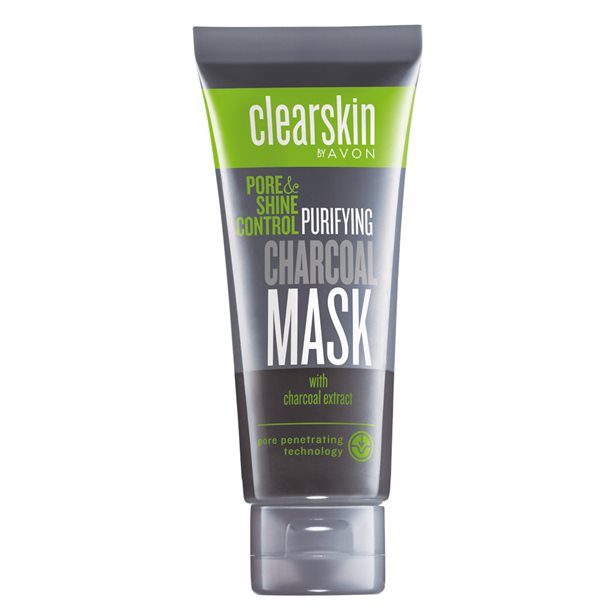 clearskin
BY AVON
PORE &
SHINE
CONTROL PURIFYING
CHARCOAL
MASK
with
charcoal extract
pore penetrating
technology